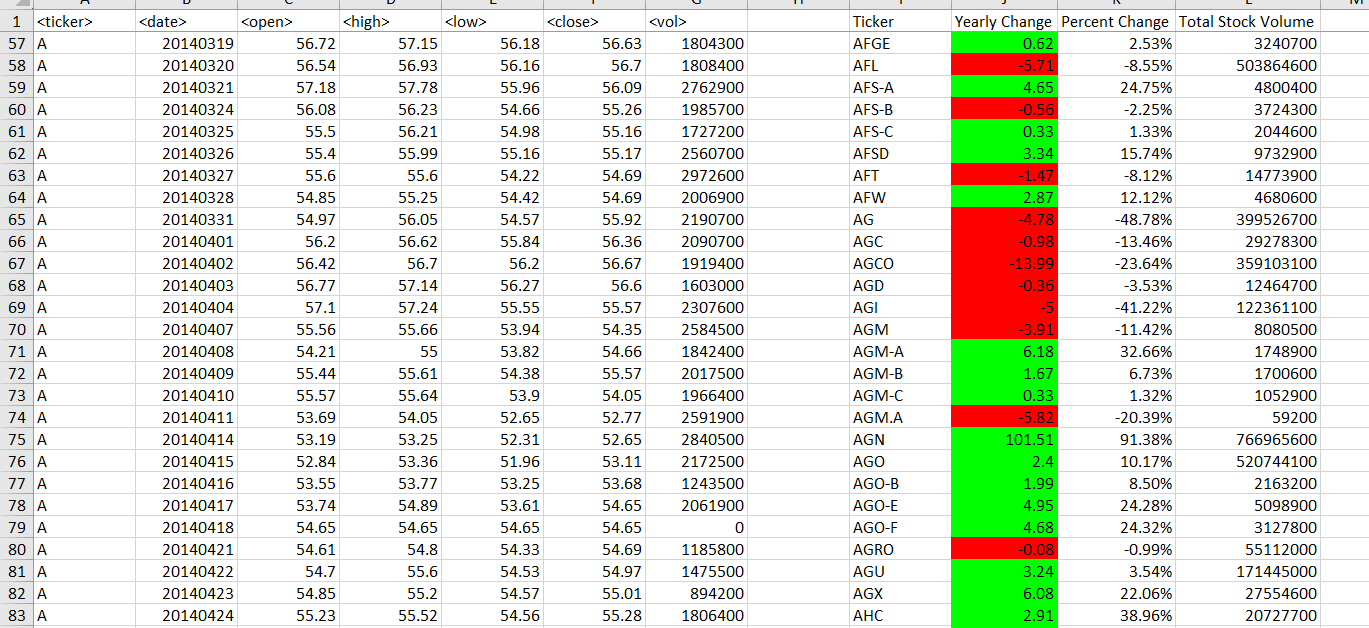 1 <ticker> <date> <open> <high> <low> <close> <vol> Ticker Yearly Change Percent Change Total Stock Volume
57 A 20140319 56.72 57.15 56.18 56.63 1804300 AFGE 0.62 2.53% 3240700
58 A 20140320 56.54 56.93 56.16 56.7 1808400 AFL -5.71 -8.55% 503864600
59 A 20140321 57.18 57.78 55.96 56.09 2762900 AFS-A 4.65 24.75% 4800400
60 A 20140324 56.08 56.23 54.66 55.26 1985700 AFS-B -0.56 -2.25% 3724300
61 A 20140325 55.5 56.21 54.98 55.16 1727200 AFS-C 0.33 1.33% 2044600
62 A 20140326 55.4 55.99 55.16 55.17 2560700 AFSD 3.34 15.74% 9732900
63 A 20140327 55.6 55.6 54.22 54.69 2972600 AFT -1.47 -8.12% 14773900
64 A 20140328 54.85 55.25 54.42 54.69 2006900 AFW 2.87 12.12% 4680600
65 A 20140331 54.97 56.05 54.57 55.92 2190700 AG -4.78 -48.78% 399526700
66 A 20140401 56.2 56.62 55.84 56.36 2090700 AGC -0.98 -13.46% 29278300
67 A 20140402 56.42 56.7 56.2 56.67 1919400 AGCO -13.99 -23.64% 359103100
68 A 20140403 56.77 57.14 56.27 56.6 1603000 AGD -0.36 -3.53% 12464700
69 A 20140404 57.1 57.24 55.55 55.57 2307600 AGI -5 -41.22% 122361100
70 A 20140407 55.56 55.66 53.94 54.35 2584500 AGM -3.91 -11.42% 8080500
71 A 20140408 54.21 55 53.82 54.66 1842400 AGM-A 6.18 32.66% 1748900
72 A 20140409 55.44 55.61 54.38 55.57 2017500 AGM-B 1.67 6.73% 1700600
73 A 20140410 55.57 55.64 53.9 54.05 1966400 AGM-C 0.33 1.32% 1052900
74 A 20140411 53.69 54.05 52.65 52.77 2591900 AGM.A -5.82 -20.39% 59200
75 A 20140414 53.19 53.25 52.31 52.65 2840500 AGN 101.51 91.38% 766965600
76 A 20140415 52.84 53.36 51.96 53.11 2172500 AGO 2.4 10.17% 520744100
77 A 20140416 53.55 53.77 53.25 53.68 1243500 AGO-B 1.99 8.50% 2163200
78 A 20140417 53.74 54.89 53.61 54.65 2061900 AGO-E 4.95 24.28% 5098900
79 A 20140418 54.65 54.65 54.65 54.65 0 AGO-F 4.68 24.32% 3127800
80 A 20140421 54.61 54.8 54.33 54.69 1185800 AGRO -0.08 -0.99% 55112000
81 A 20140422 54.7 55.6 54.53 54.97 1475500 AGU 3.24 3.54% 171445000
82 A 20140423 54.85 55.2 54.57 55.01 894200 AGX 6.08 22.06% 27554600
83 A 20140424 55.23 55.52 54.56 55.28 1806400 AHC 2.91 38.96% 20727700